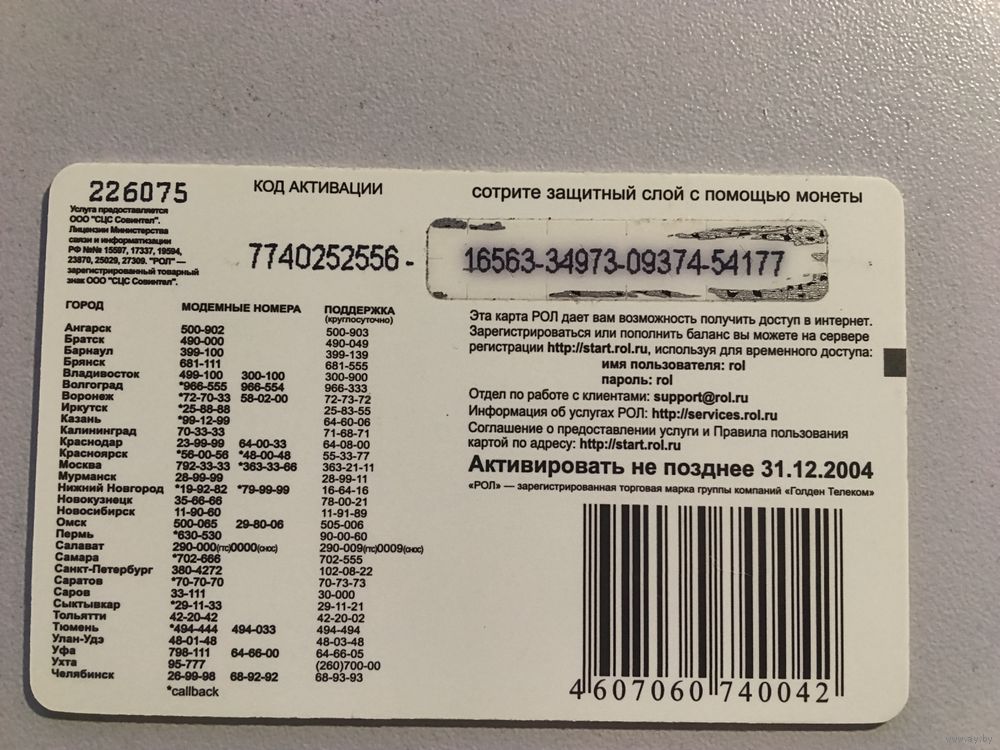 226075
Услуга предоставляется
ООО "СЦС Совинтел".
Лицензии Министерства
связи и информатизации
РФ №№ 15597, 17337, 19594,
23870, 25029, 27309. "РОЛ" —
зарегистрированный товарный
знак ООО "СЦС Совинтел".
КОД АКТИВАЦИИ
сотрите защитный слой с помощью монеты
7740252556- 16563-34973-09374-54177
ГОРОД МОДЕМНЫЕ НОМЕРА ПОДДЕРЖКА
(круглосуточно)
Ангарск 500-902 500-903
Братск 490-000 490-049
Барнаул 399-100 399-139
Брянск 681-111 681-555
Владивосток 499-100 300-100 300-900
Волгоград *966-555 966-554 966-333
Воронеж *72-70-33 58-02-00 72-73-72
Иркутск *25-88-88 25-83-55
Казань *99-12-99 64-60-06
Калининград 70-33-33 71-68-71
Краснодар 23-99-99 64-00-33 64-08-00
Красноярск *56-00-56 *48-00-48 55-33-77
Москва 792-33-33 *363-33-66 363-21-11
Мурманск 28-99-99 28-99-11
Нижний Новгород *19-92-82 *79-99-99 16-64-16
Новокузнецк 35-66-66 78-00-21
Новосибирск 11-90-60 11-91-89
Омск 500-065 29-80-06 505-006
Пермь *630-530 90-00-60
Салават 290-000(гтс)0000(снос) 290-009(гтс)0009(снос)
Самара *702-666 702-555
Санкт-Петербург 380-4272 102-08-22
Саратов *70-70-70 70-73-73
Саров 33-111 30-000
Сыктывкар *29-11-33 29-11-21
Тольятти 42-20-42 42-20-02
Тюмень *494-444 494-033 494-494
Улан-Удэ 48-01-48 48-03-48
Уфа 798-111 64-66-00 64-66-05
Ухта 95-777 (260)700-00
Челябинск 26-99-98 68-92-92 68-93-93
*callback
Эта карта РОЛ дает вам возможность получить доступ в интернет.
Зарегистрироваться или пополнить баланс вы можете на сервере
регистрации http://start.rol.ru, используя для временного доступа:
имя пользователя: rol
пароль: rol
Отдел по работе с клиентами: support@rol.ru
Информация об услугах РОЛ: http://services.rol.ru
Соглашение о предоставлении услуги и Правила пользования
картой по адресу: http://start.rol.ru
Активировать не позднее 31.12.2004
«РОЛ» — зарегистрированная торговая марка группы компаний «Голден Телеком»
4 607060 740042
www.ay.by